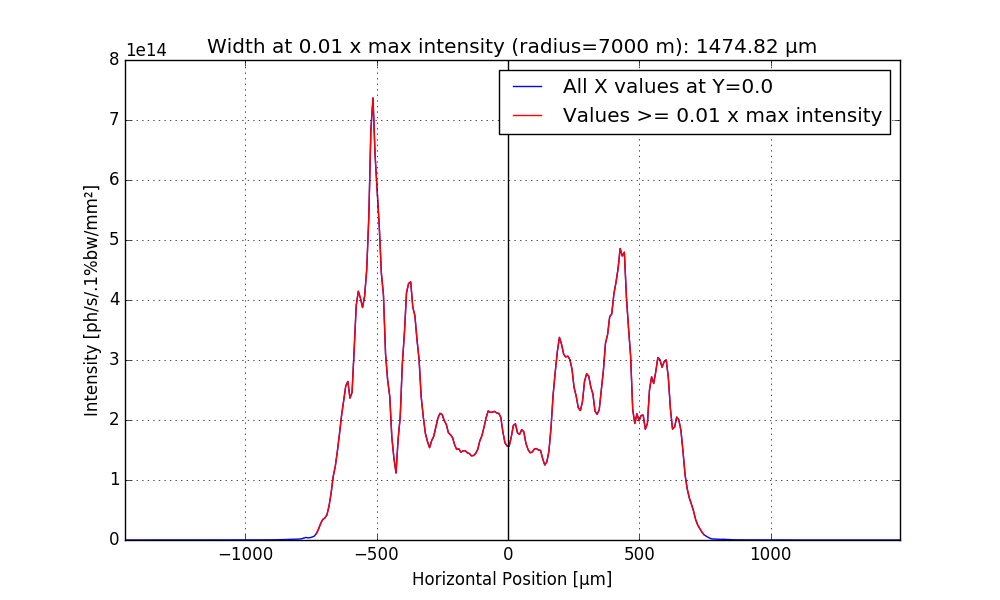 Width at 0.01 x max intensity (radius=7000 m): 1474.82 µm
1e14
All X values at Y=0.0
Values >= 0.01 x max intensity
8
7
6
5
4
3
2
1
0
Intensity [ph/s/.1%bw/mm²]
−1000 −500 0 500 1000
Horizontal Position [µm]